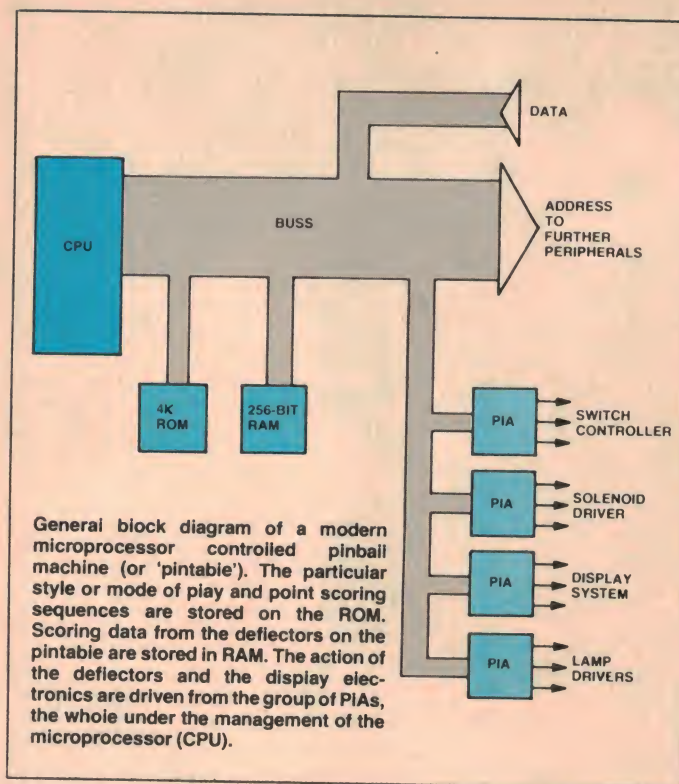 DATA
CPU
BUSS
ADDRESS
TO
FURTHER
PERIPHERALS
4K
ROM
256-BIT
RAM
PIA
SWITCH
CONTROLLER
PIA
SOLENOID
DRIVER
PIA
DISPLAY
SYSTEM
PIA
LAMP
DRIVERS
General block diagram of a modern
microprocessor controlled pinball
machine (or 'pintable'). The particular
style or mode of play and point scoring
sequences are stored on the ROM.
Scoring data from the deflectors on the
pintable are stored in RAM. The action of
the deflectors and the display elec-
tronics are driven from the group of PIAs,
the whole under the management of the
microprocessor (CPU).